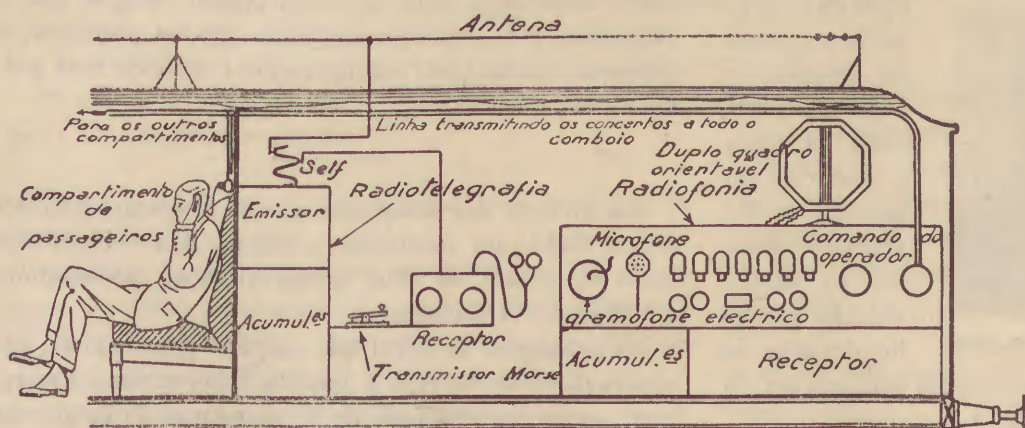 Antena
Para os outros
compartimentos
Linha transmitindo os concertos a todo o
comboio
Self
Duplo quadro
orientavel
Compartimento
de
passageiros
Emissor
Radiotelegrafia
Radiofonia
Microfone
Comando do
operador
Acumul.es
Receptor
gramofone electrico
Transmissor Morse
Acumul.es
Receptor